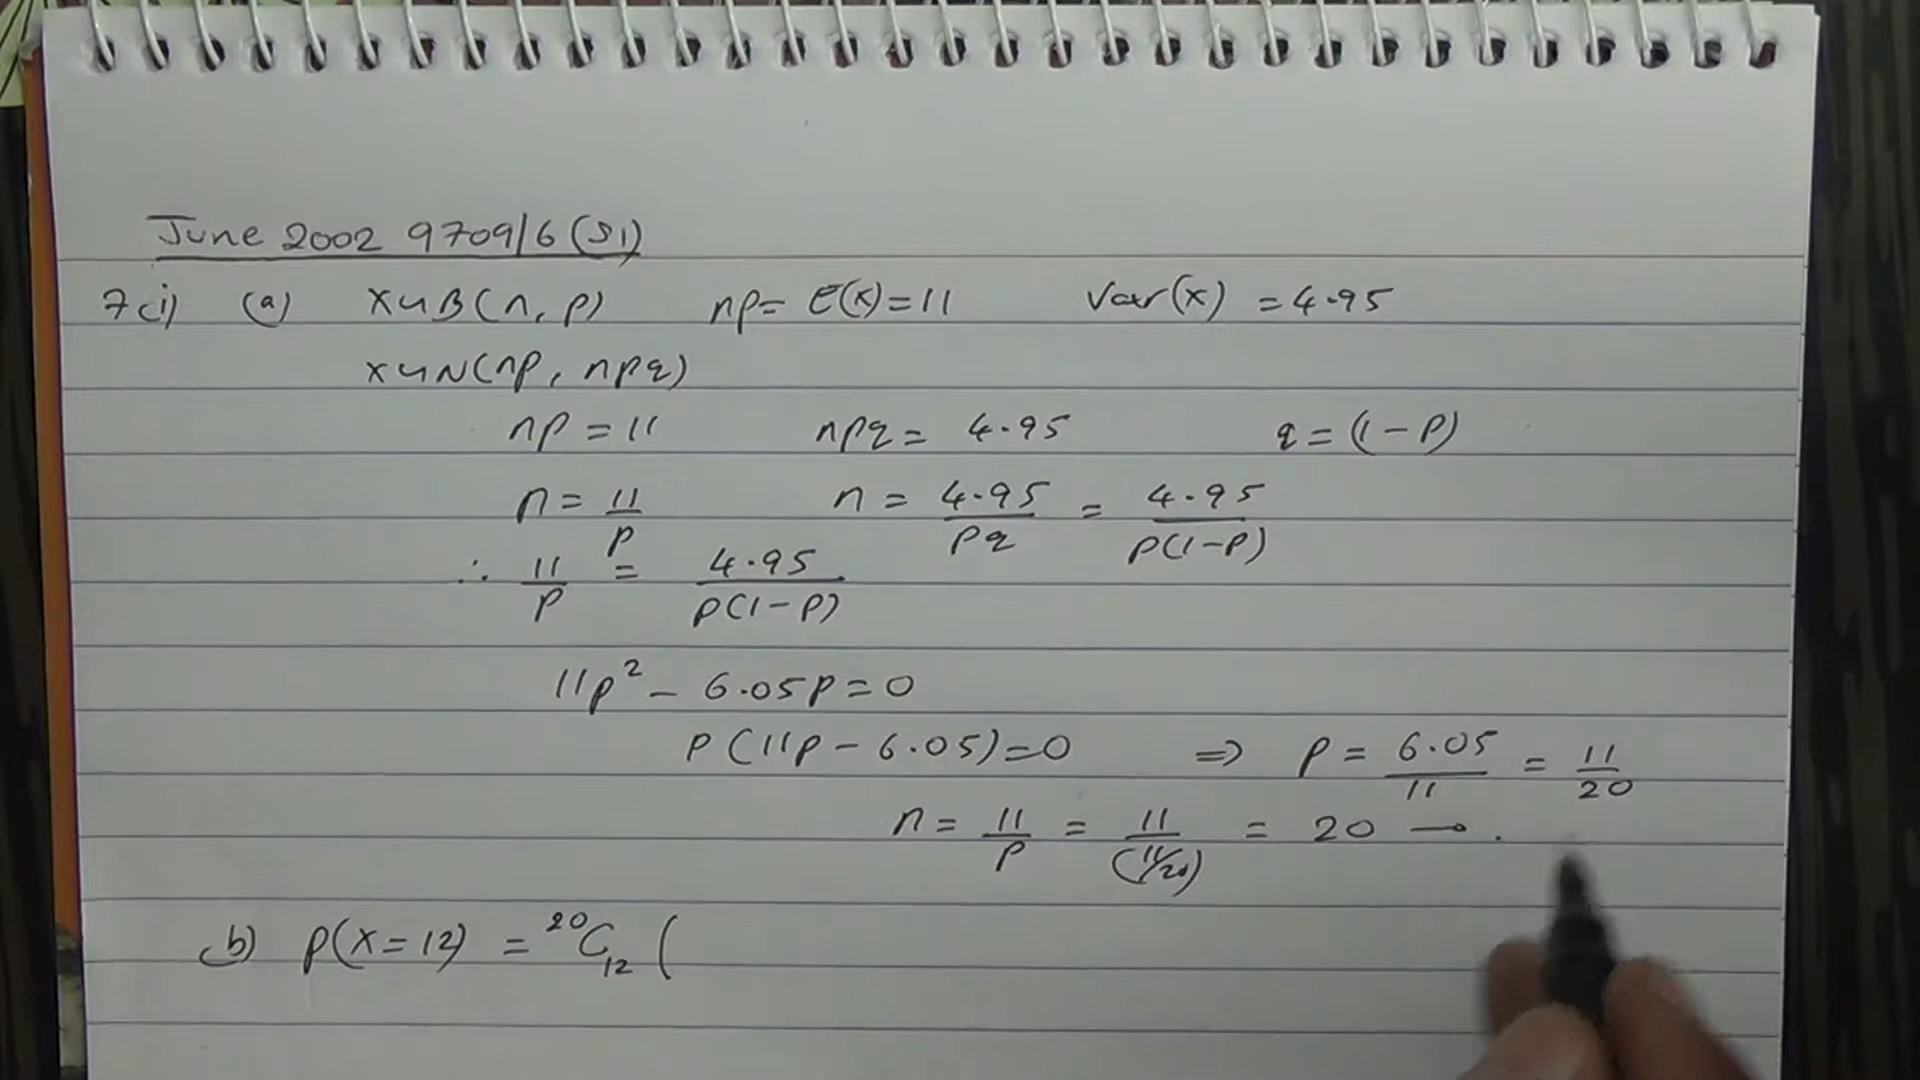 June 2002 9709/6 (S1)
7(i) (a) X~B(n, p) np = E(x) = 11 Var(x) = 4.95
X~N(np, npq)
np = 11 npq = 4.95 q = (1-P)
n = 11/p n = 4.95/pq = 4.95/p(1-P)
∴ 11/p = 4.95/p(1-P)
11p² - 6.05p = 0
P(11p - 6.05) = 0 ⇒ p = 6.05/11 = 11/20
n = 11/p = 11/(11/20) = 20
(b) P(X=12) = ²⁰C₁₂ (